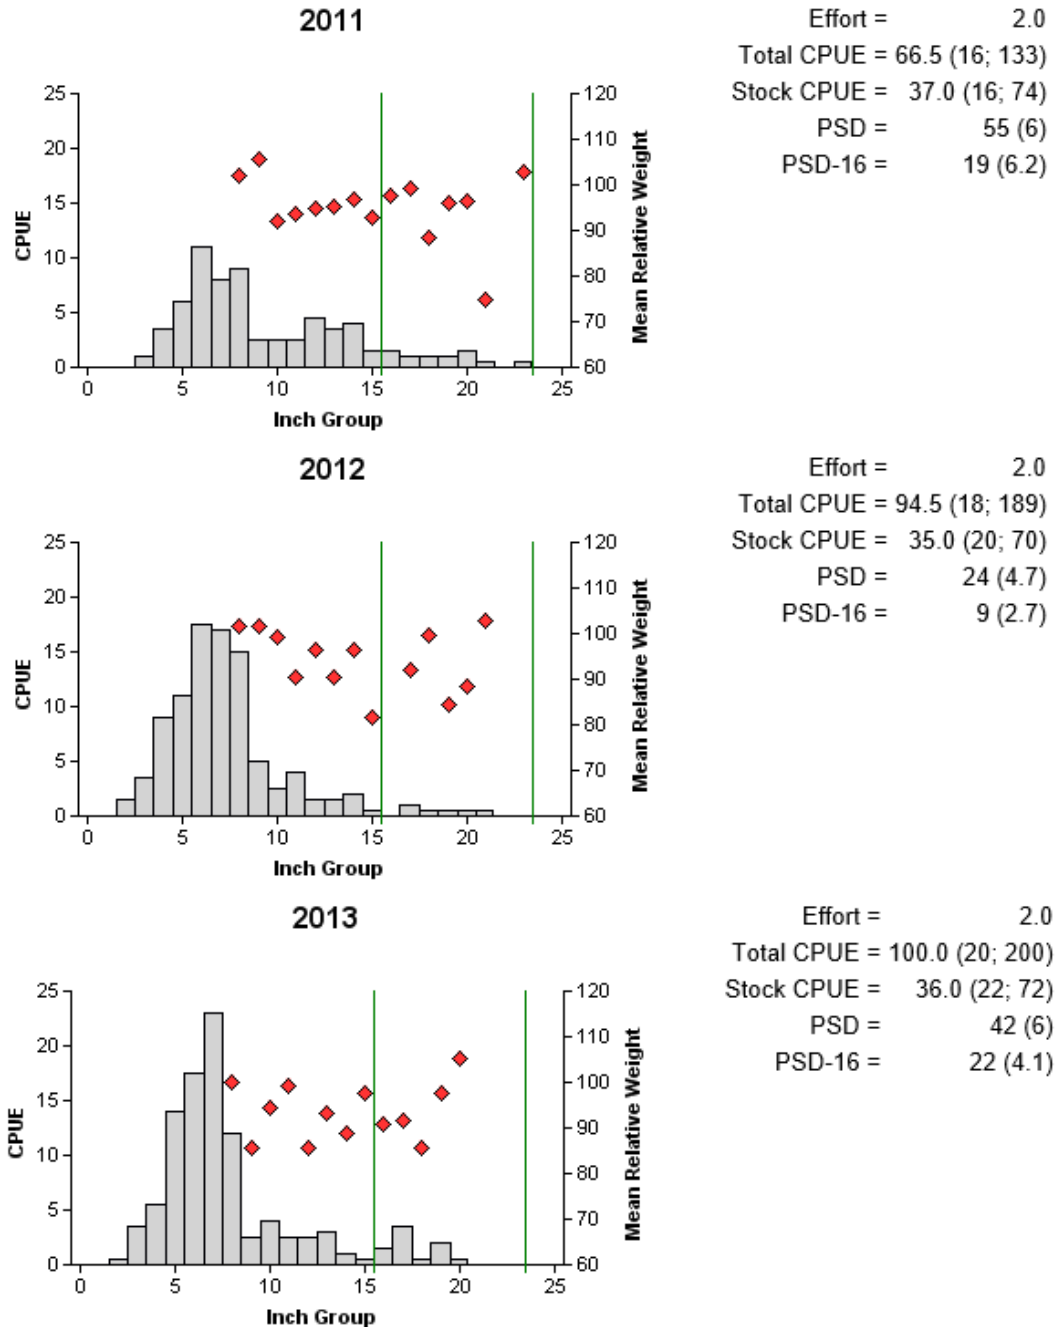 2011
Effort = 2.0
Total CPUE = 66.5 (16; 133)
Stock CPUE = 37.0 (16; 74)
PSD = 55 (6)
PSD-16 = 19 (6.2)
25
20
15
10
5
0
CPUE
120
110
100
90
80
70
60
Mean Relative Weight
0 5 10 15 20 25
Inch Group
2012
Effort = 2.0
Total CPUE = 94.5 (18; 189)
Stock CPUE = 35.0 (20; 70)
PSD = 24 (4.7)
PSD-16 = 9 (2.7)
25
20
15
10
5
0
CPUE
120
110
100
90
80
70
60
Mean Relative Weight
0 5 10 15 20 25
Inch Group
2013
Effort = 2.0
Total CPUE = 100.0 (20; 200)
Stock CPUE = 36.0 (22; 72)
PSD = 42 (6)
PSD-16 = 22 (4.1)
25
20
15
10
5
0
CPUE
120
110
100
90
80
70
60
Mean Relative Weight
0 5 10 15 20 25
Inch Group